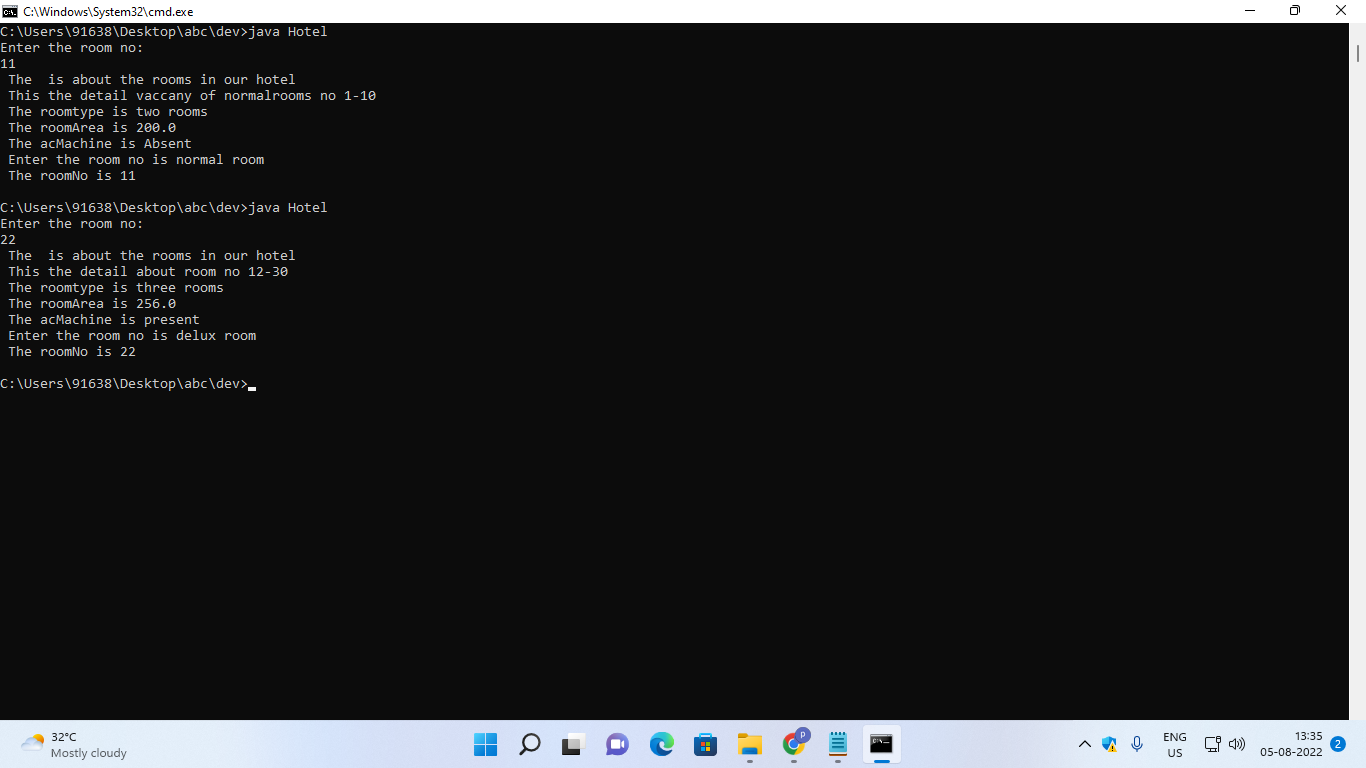 C:\Windows\System32\cmd.exe
C:\Users\91638\Desktop\abc\dev>java Hotel
Enter the room no:
11
The  is about the rooms in our hotel
This the detail vaccany of normalrooms no 1-10
The roomtype is two rooms
The roomArea is 200.0
The acMachine is Absent
Enter the room no is normal room
The roomNo is 11
C:\Users\91638\Desktop\abc\dev>java Hotel
Enter the room no:
22
The  is about the rooms in our hotel
This the detail about room no 12-30
The roomtype is three rooms
The roomArea is 256.0
The acMachine is present
Enter the room no is delux room
The roomNo is 22
C:\Users\91638\Desktop\abc\dev>
32°C
Mostly cloudy
P
ENG
US
13:35
05-08-2022
2